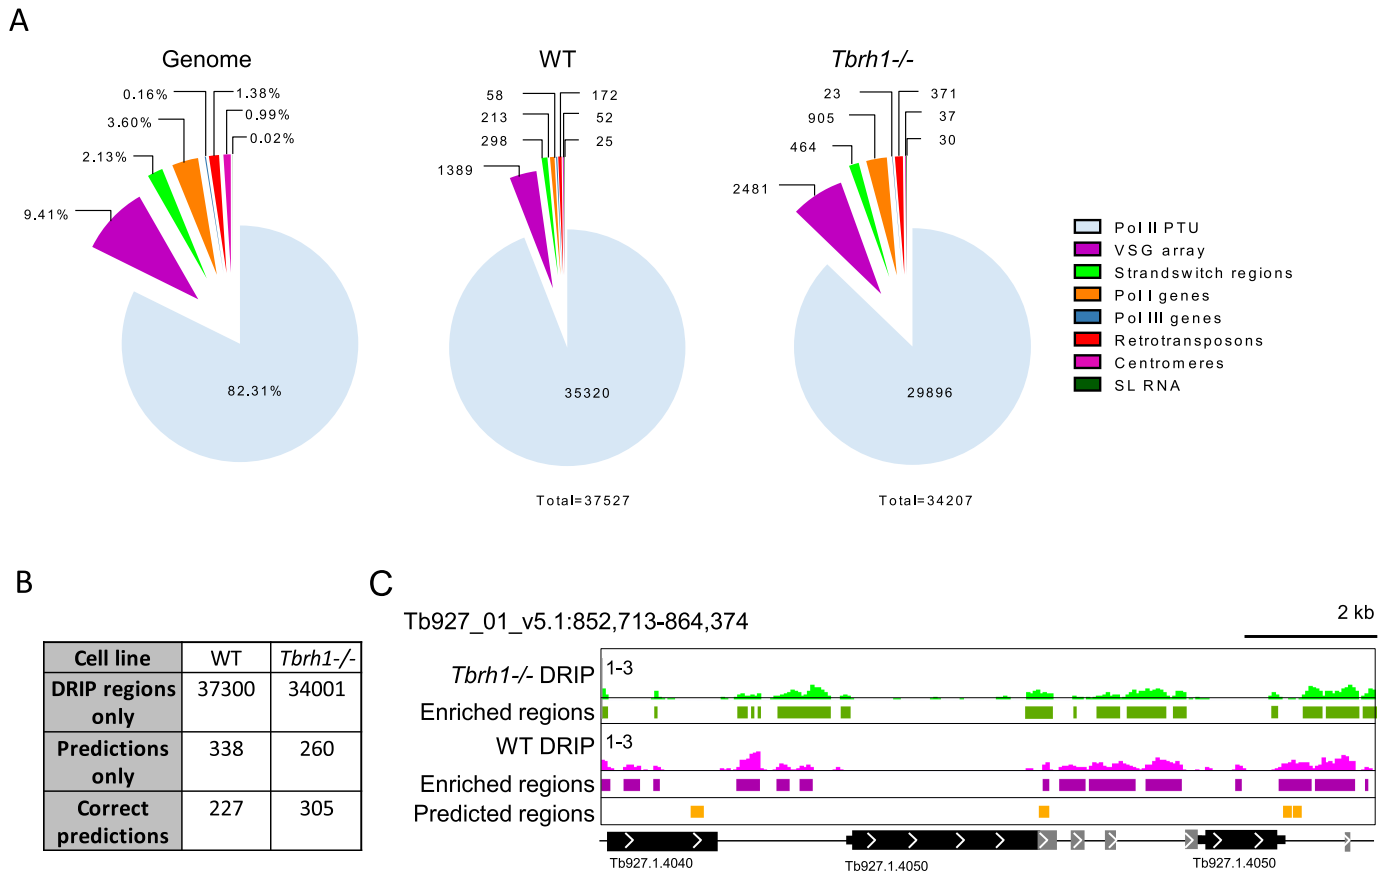 A
Genome
WT
Tbrh1-/-
0.16%
1.38%
3.60%
0.99%
2.13%
0.02%
9.41%
82.31%
58
172
213
52
298
25
1389
35320
Total=37527
23
371
905
37
464
30
2481
29896
Total=34207
Pol II PTU
VSG array
Strandswitch regions
Pol I genes
Pol III genes
Retrotransposons
Centromeres
SL RNA
B
Cell line WT Tbrh1-/-
DRIP regions only 37300 34001
Predictions only 338 260
Correct predictions 227 305
C
Tb927_01_v5.1:852,713-864,374
2 kb
Tbrh1-/- DRIP 1-3
Enriched regions
WT DRIP 1-3
Enriched regions
Predicted regions
Tb927.1.4040
Tb927.1.4050
Tb927.1.4050